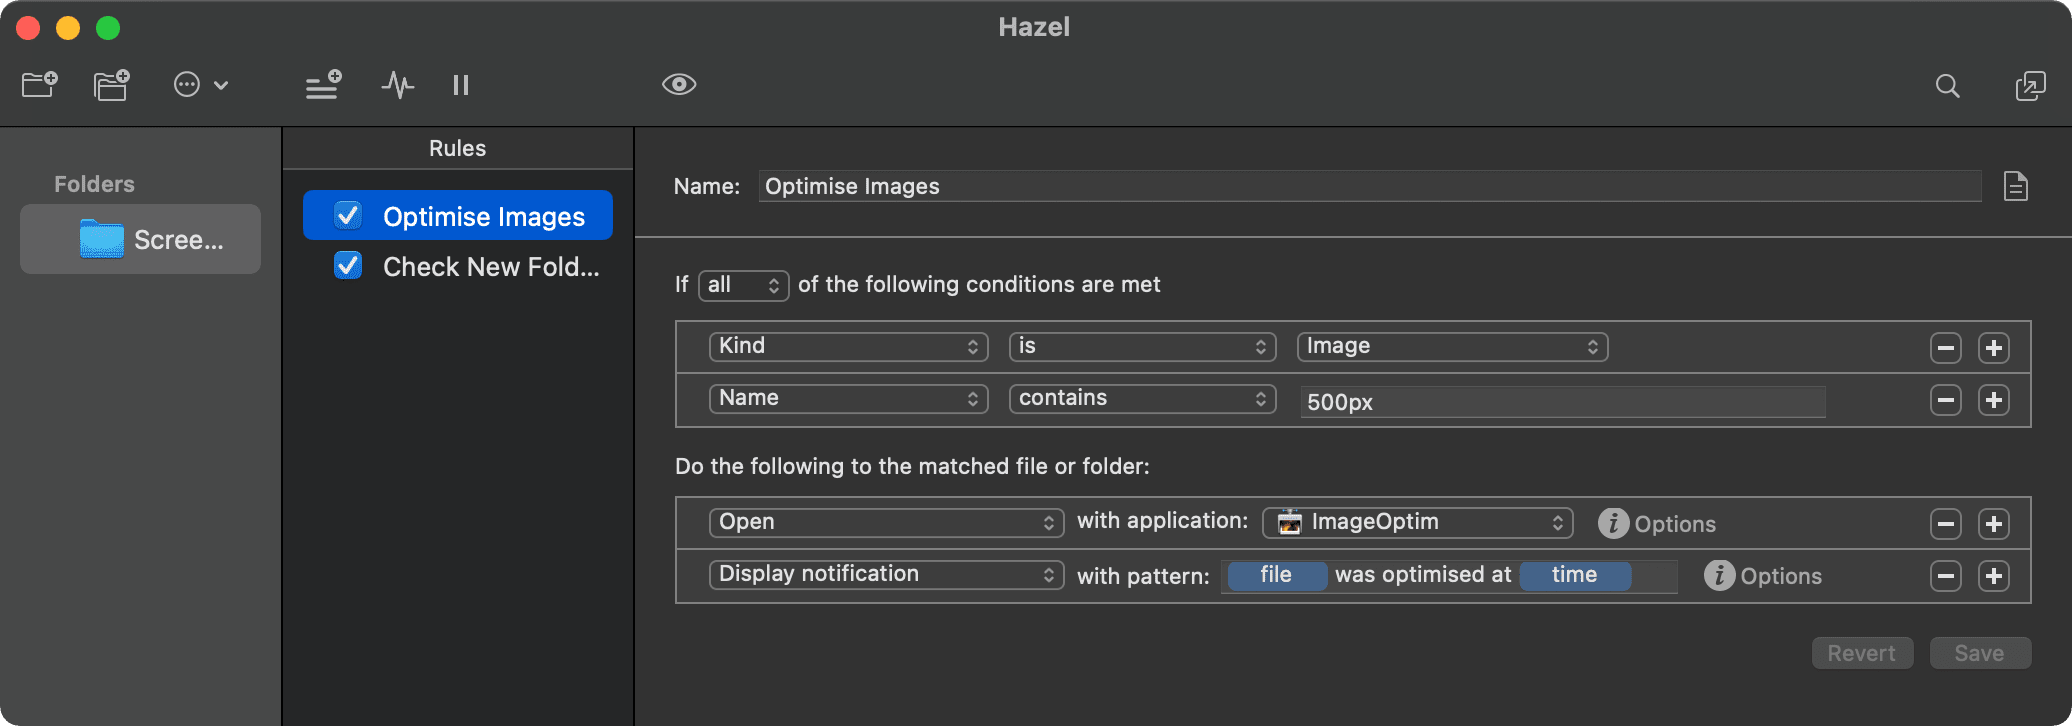 Hazel
Folders
Scree...
Rules
Optimise Images
Check New Fold...
Name: Optimise Images
If all of the following conditions are met
Kind is Image
Name contains 500px
Do the following to the matched file or folder:
Open with application: ImageOptim Options
Display notification with pattern: file was optimised at time Options
Revert Save